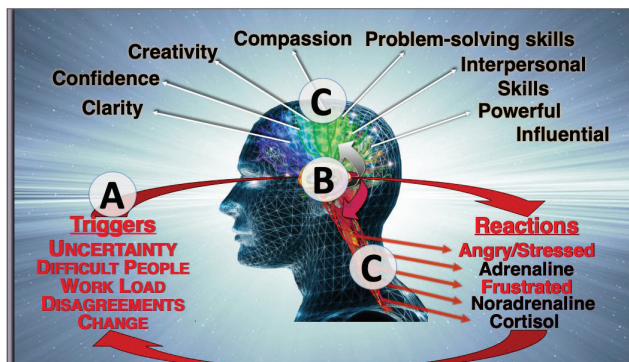 Compassion
Problem-solving skills
Creativity
Interpersonal
Skills
Confidence
Clarity
Powerful
Influential
C
B
A
Triggers
UNCERTAINTY
DIFFICULT PEOPLE
WORK LOAD
DISAGREEMENTS
CHANGE
C
Reactions
Angry/Stressed
Adrenaline
Frustrated
Noradrenaline
Cortisol